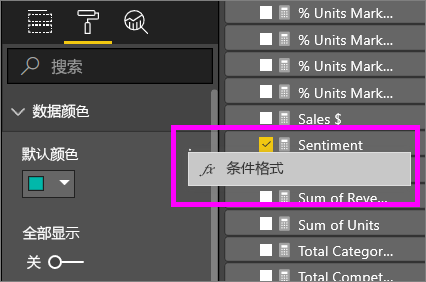 搜索
数据颜色
默认颜色
全部显示
关
% Units Mark...
% Units Mark...
% Units Mark...
% Units Mark...
Sales $
Sentiment
fx 条件格式
Sum of Reve...
Sum of Units
Total Categor...
Total Compet...